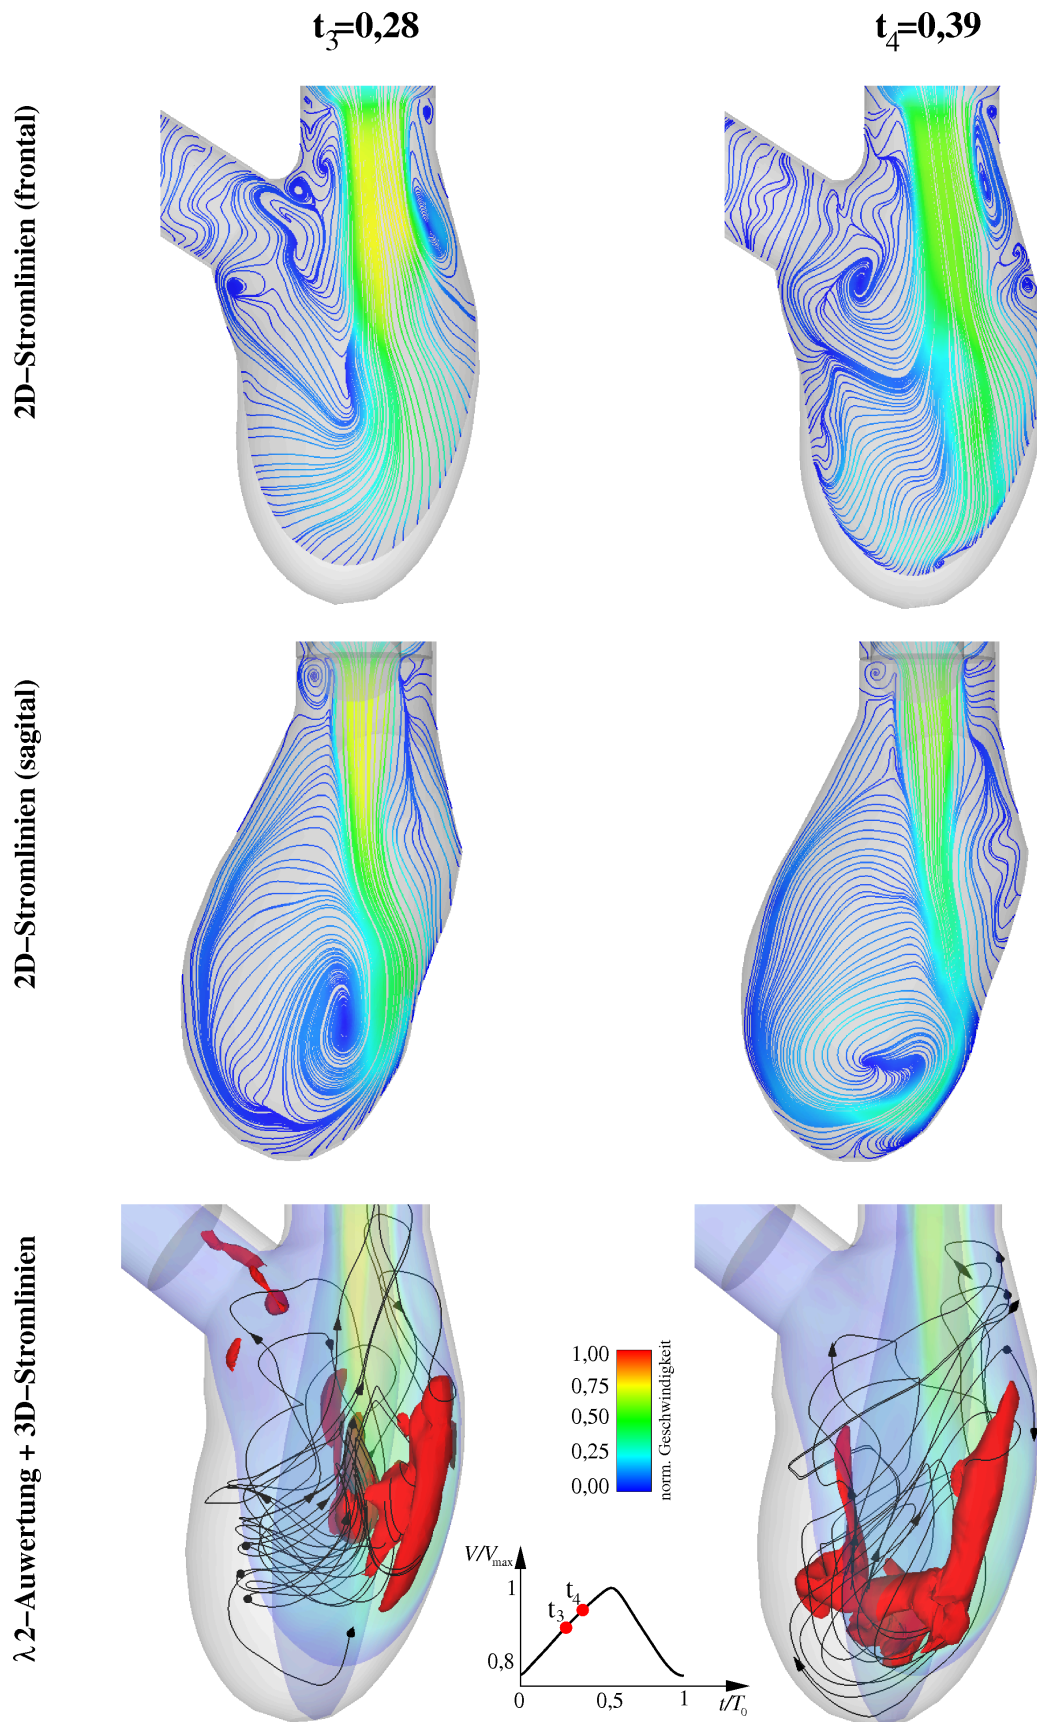 t3=0,28
t4=0,39
2D-Stromlinien (frontal)
2D-Stromlinien (sagital)
λ2-Auwertung + 3D-Stromlinien
1,00
0,75
0,50
0,25
0,00
norm. Geschwindigkeit
V/Vmax
1
0,8
t3
t4
0
0,5
1
t/T0